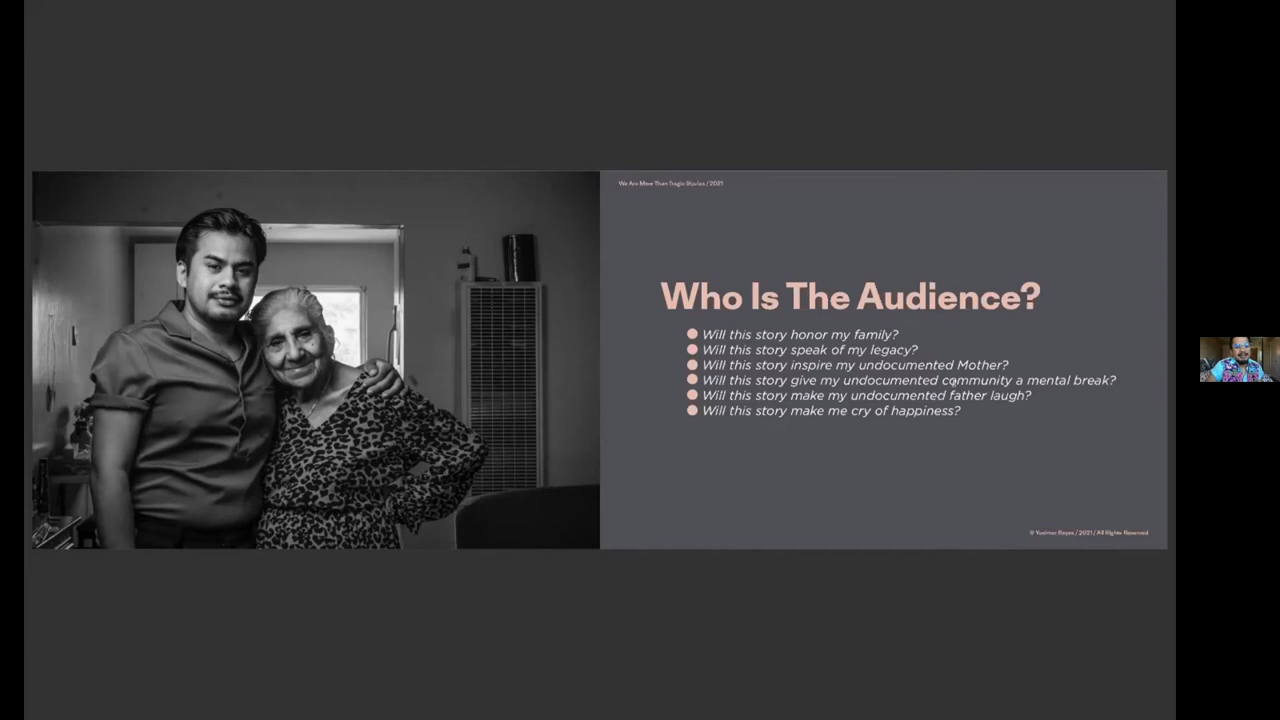 We Are More Than Tragic Stories / 2021
Who Is The Audience?
Will this story honor my family?
Will this story speak of my legacy?
Will this story inspire my undocumented Mother?
Will this story give my undocumented community a mental break?
Will this story make my undocumented father laugh?
Will this story make me cry of happiness?
© Yosimar Reyes / 2021 / All Rights Reserved